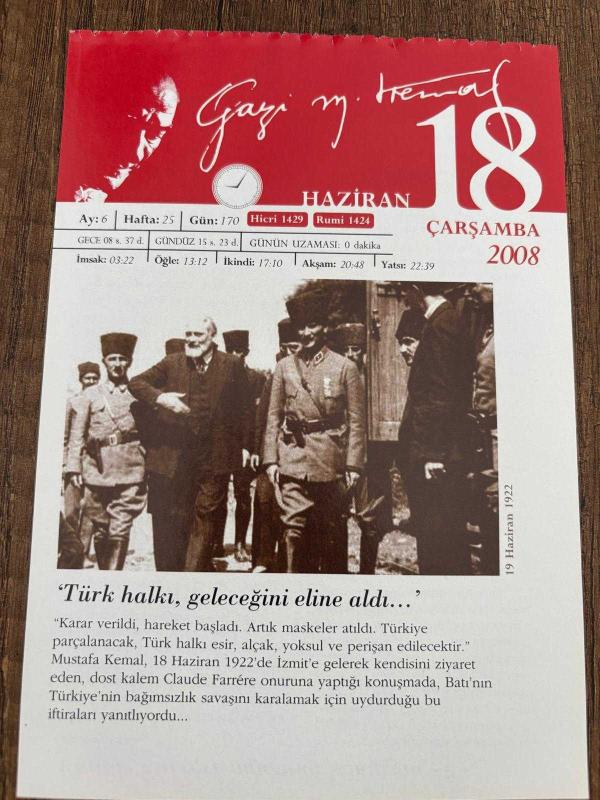 Gazi M. Kemal
HAZİRAN 18
ÇARŞAMBA
2008
Ay: 6 Hafta: 25 Gün: 170 Hicri 1429 Rumi 1424
GECE 08 s. 37 d. GÜNDÜZ 15 s. 23 d. GÜNÜN UZAMASI: 0 dakika
İmsak: 03:22 Öğle: 13:12 İkindi: 17:10 Akşam: 20:48 Yatsı: 22:39
19 Haziran 1922
‘Türk halkı, geleceğini eline aldı...’
“Karar verildi, hareket başladı. Artık maskeler atıldı. Türkiye
parçalanacak, Türk halkı esir, alçak, yoksul ve perişan edilecektir.”
Mustafa Kemal, 18 Haziran 1922’de İzmit’e gelerek kendisini ziyaret
eden, dost kalem Claude Farrére onuruna yaptığı konuşmada, Batı’nın
Türkiye’nin bağımsızlık savaşını karalamak için uydurduğu bu
iftiraları yanıtlıyordu...